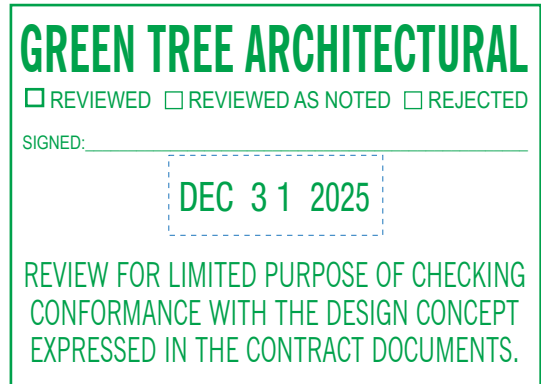 GREEN TREE ARCHITECTURAL
☐ REVIEWED ☐ REVIEWED AS NOTED ☐ REJECTED
SIGNED:
DEC 31 2025
REVIEW FOR LIMITED PURPOSE OF CHECKING
CONFORMANCE WITH THE DESIGN CONCEPT
EXPRESSED IN THE CONTRACT DOCUMENTS.